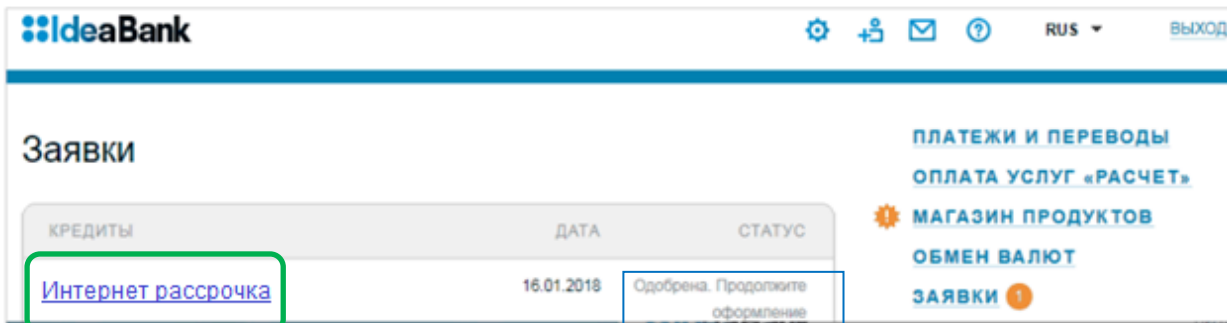 IdeaBank
RUS
ВЫХОД
Заявки
КРЕДИТЫ ДАТА СТАТУС
Интернет рассрочка 16.01.2018 Одобрена. Продолжите
оформление
ПЛАТЕЖИ И ПЕРЕВОДЫ
ОПЛАТА УСЛУГ «РАСЧЕТ»
МАГАЗИН ПРОДУКТОВ
ОБМЕН ВАЛЮТ
ЗАЯВКИ 1